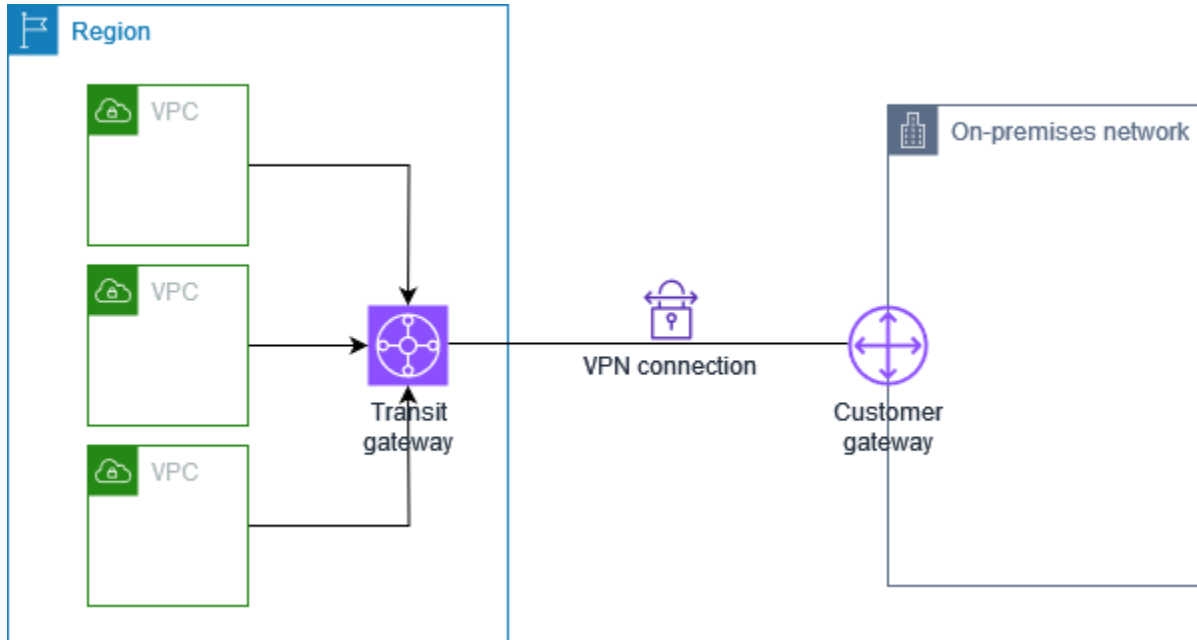 Region
VPC
On-premises network
VPC
VPN connection
Transit
gateway
Customer
gateway
VPC